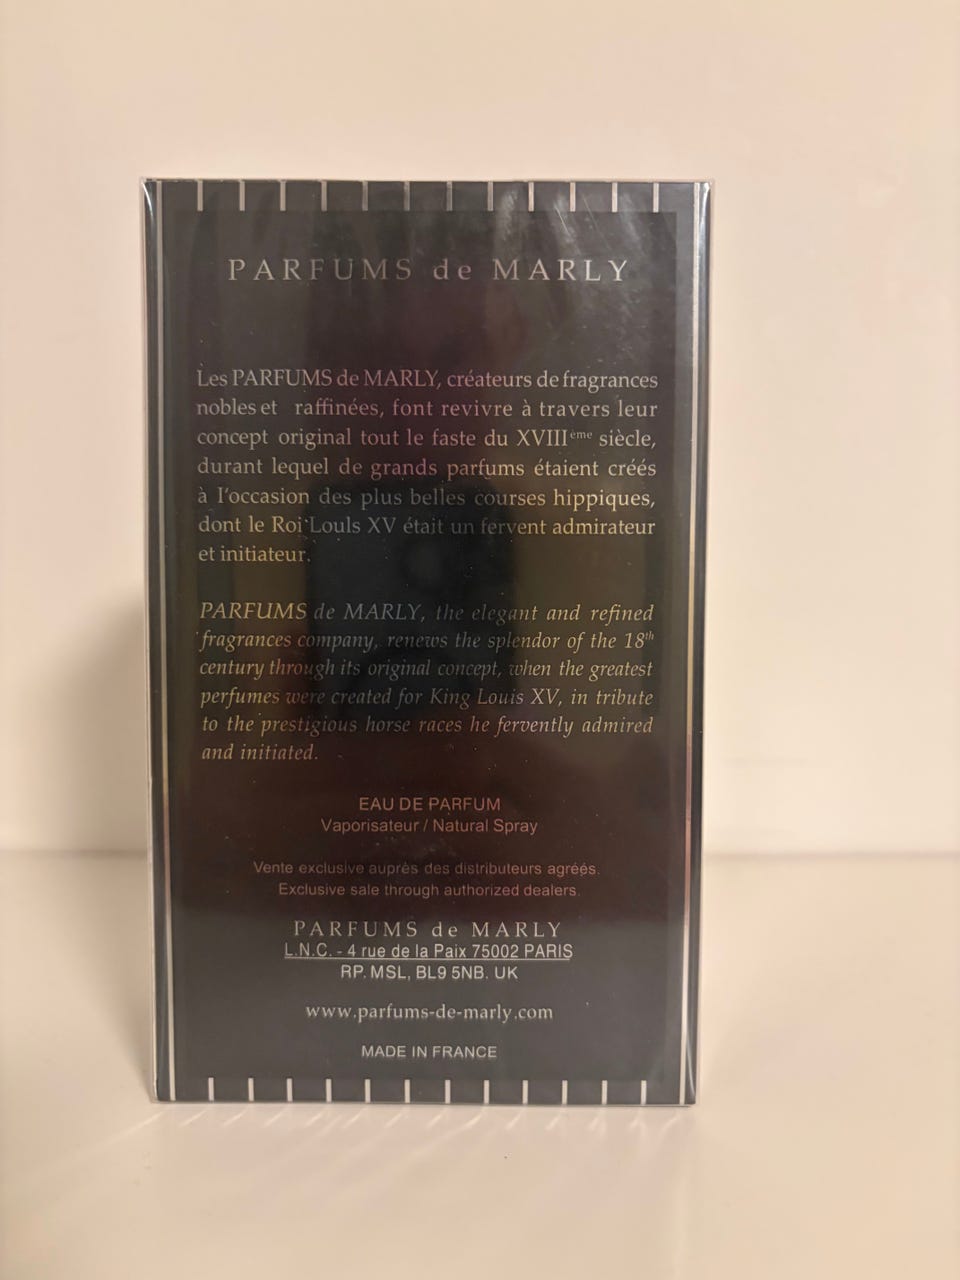 PARFUMS de MARLY
Les PARFUMS de MARLY, créateurs de fragrances
nobles et raffinées, font revivre à travers leur
concept original tout le faste du XVIIIème siècle,
durant lequel de grands parfums étaient créés
à I'occasion des plus belles courses hippiques,
dont le Roi Louls XV était un fervent admirateur
et initiateur.
PARFUMS de MARLY, the elegant and refined
fragrances company, renews the splendor of the 18th
century through its original concept, when the greatest
perfumes were created for King Louis XV, in tribute
to the prestigious horse races he fervently admired
and initiated.
EAU DE PARFUM
Vaporisateur / Natural Spray
Vente exclusive auprès des distributeurs agréés.
Exclusive sale through authorized dealers.
PARFUMS de MARLY
L.N.C. - 4 rue de la Paix 75002 PARIS
RP. MSL, BL9 5NB. UK
www.parfums-de-marly.com
MADE IN FRANCE